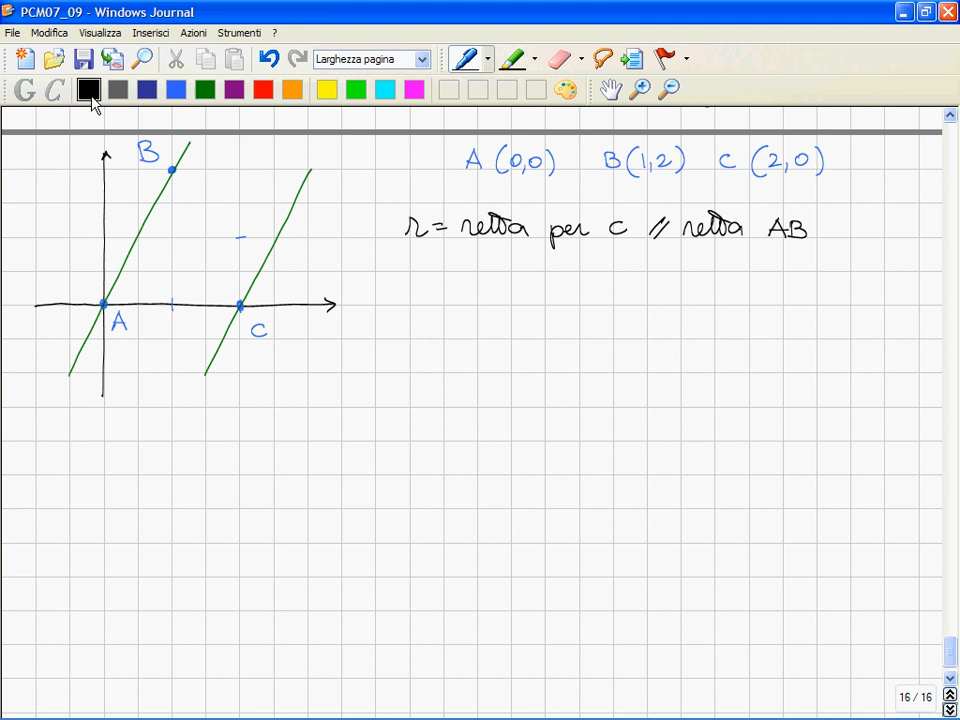 PCM07_09 - Windows Journal
File Modifica Visualizza Inserisci Azioni Strumenti ?
Larghezza pagina
G C
B A (0,0) B(1,2) C (2,0)
r = retta per C // retta AB
A C
16 / 16